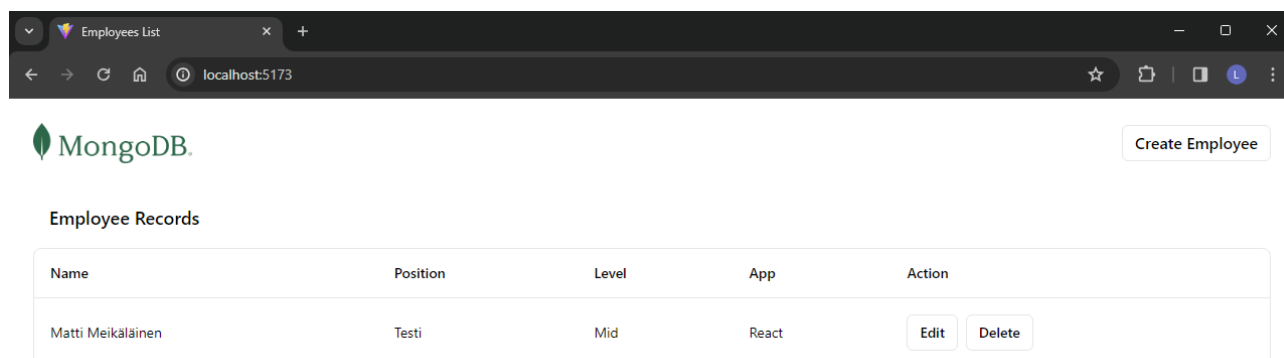 Employees List
localhost:5173
L
MongoDB.
Create Employee
Employee Records
Name Position Level App Action
Matti Meikäläinen Testi Mid React Edit Delete